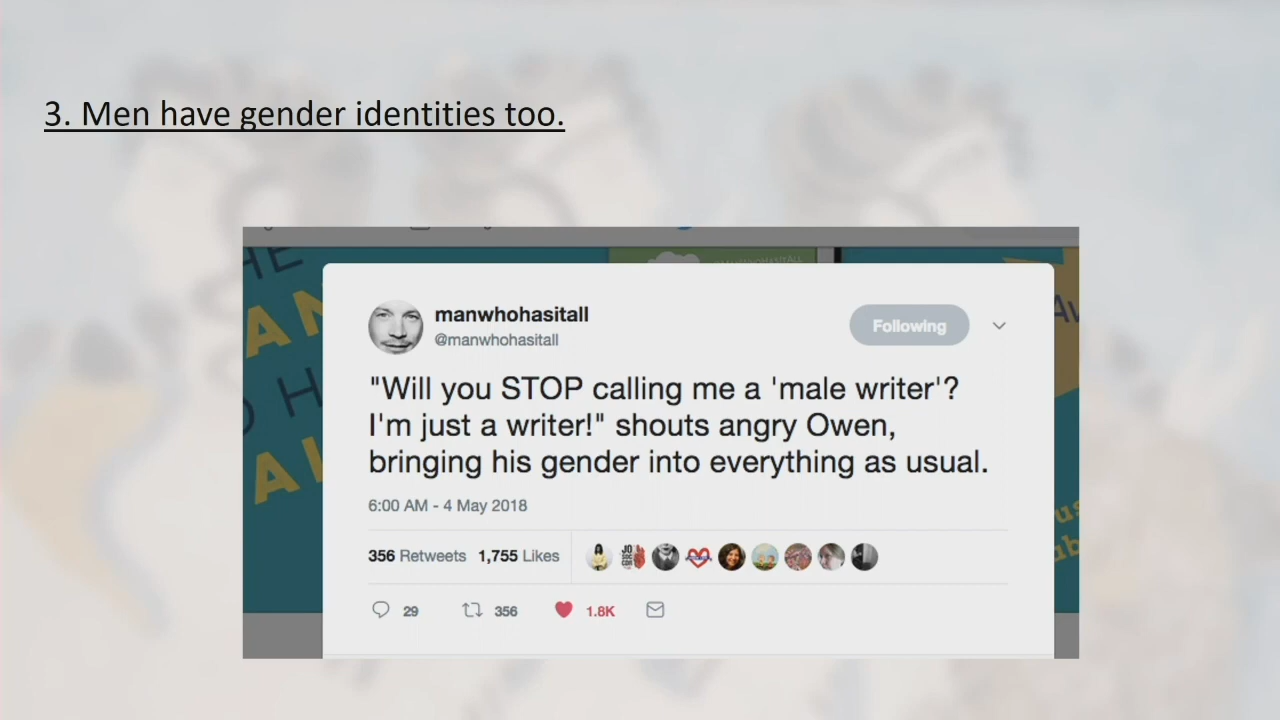 3. Men have gender identities too.
manwhohasitall
@manwhohasitall
Following
"Will you STOP calling me a 'male writer'?
I'm just a writer!" shouts angry Owen,
bringing his gender into everything as usual.
6:00 AM - 4 May 2018
356 Retweets 1,755 Likes
29 356 1.8K